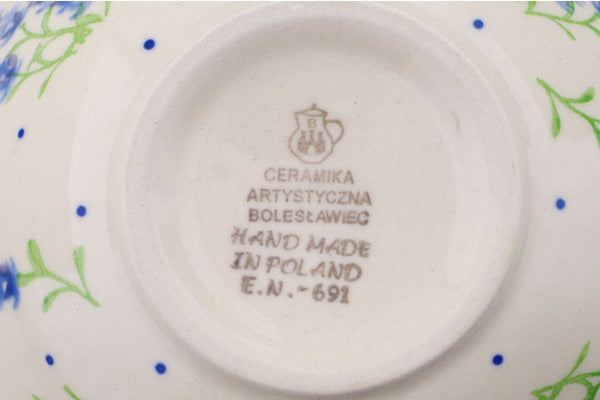 B
CERAMIKA
ARTYSTYCZNA
BOLESŁAWIEC
HAND MADE
IN POLAND
E.N.-691